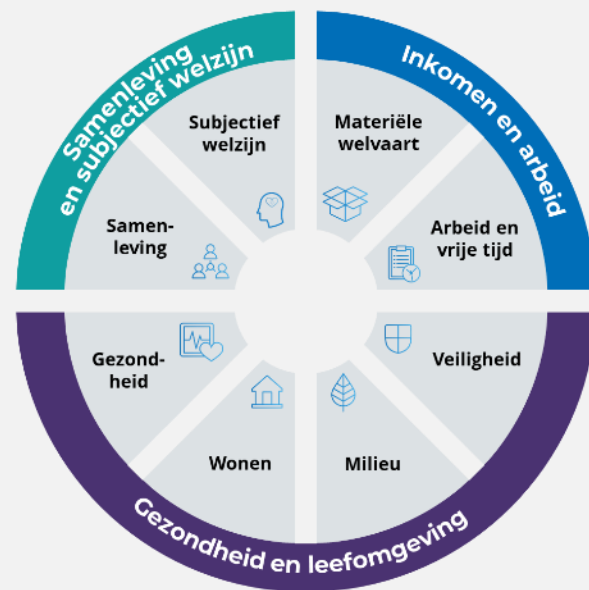 Samenleving
en subjectief welzijn
Inkomen en arbeid
Subjectief
welzijn
Materiële
welvaart
Samen-
leving
Arbeid en
vrije tijd
Gezond-
heid
Veiligheid
Wonen
Milieu
Gezondheid en leefomgeving